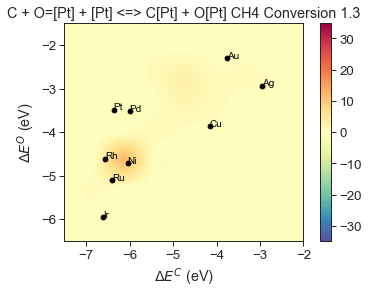 C + O=[Pt] + [Pt] <=> C[Pt] + O[Pt] CH4 Conversion 1.3
−2
−3
−4
−5
−6
ΔE^O (eV)
Au
Ag
Pt
Pd
Cu
Rh
Ni
Ru
Ir
−7
−6
−5
−4
−3
−2
ΔE^C (eV)
30
20
10
0
−10
−20
−30